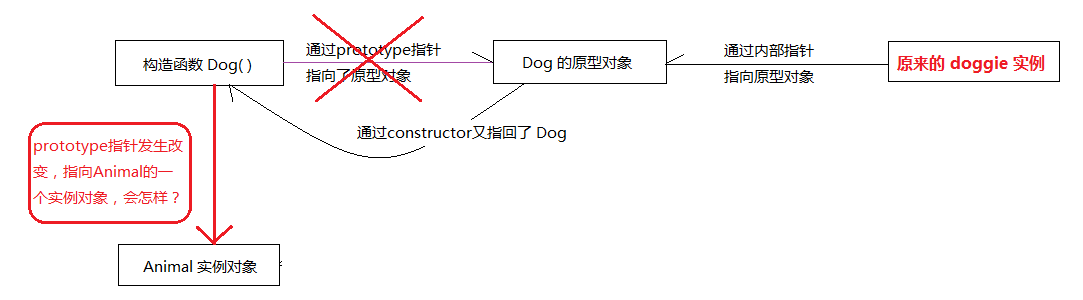 构造函数 Dog( )
通过prototype指针
指向了原型对象
Dog 的原型对象
通过内部指针
指向原型对象
原来的 doggie 实例
通过constructor又指回了 Dog
prototype指针发生改
变，指向Animal的一
个实例对象，会怎样？
Animal 实例对象